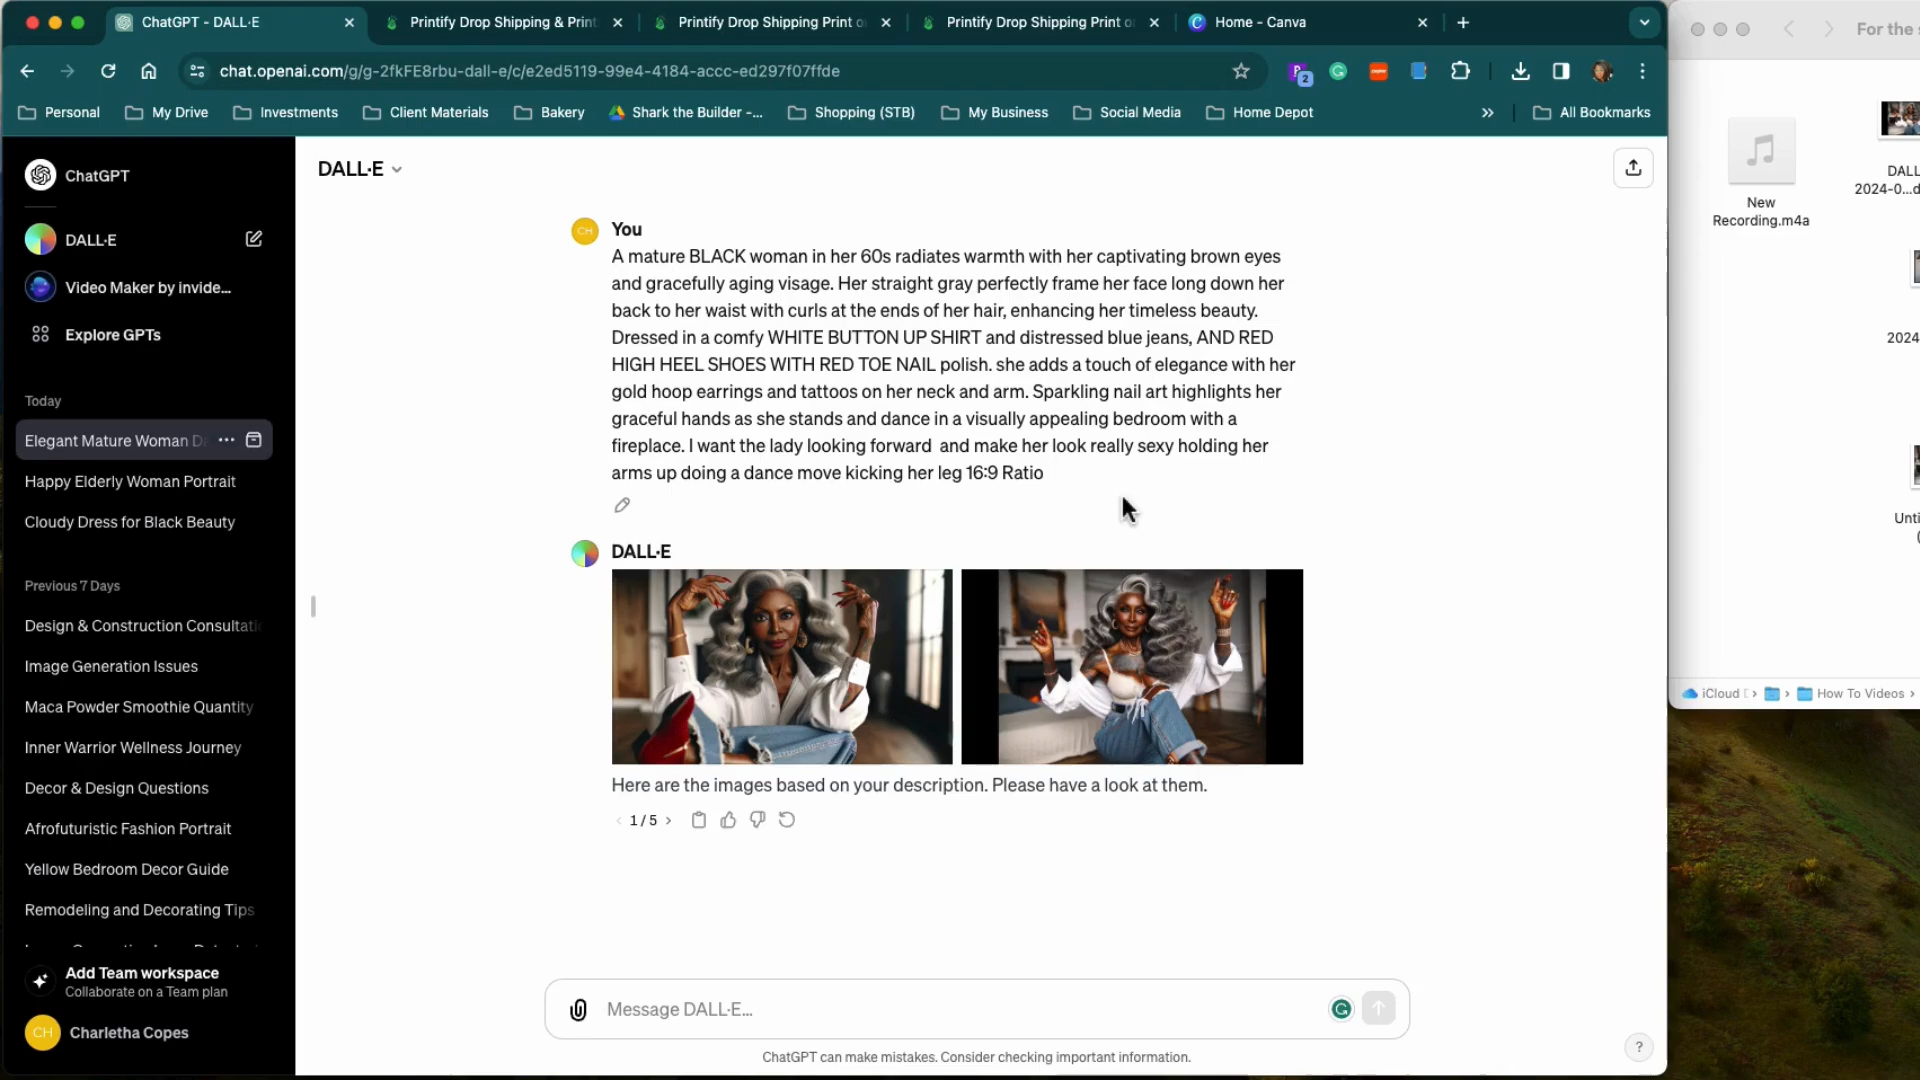 ChatGPT - DALL·E
Printify Drop Shipping & Print
Printify Drop Shipping Print o
Printify Drop Shipping Print o
Home - Canva
For the s
chat.openai.com/g/g-2fkFE8rbu-dall-e/c/e2ed5119-99e4-4184-accc-ed297f07ffde
2
Personal
My Drive
Investments
Client Materials
Bakery
Shark the Builder -...
Shopping (STB)
My Business
Social Media
Home Depot
All Bookmarks
ChatGPT
DALL·E
Video Maker by invide...
Explore GPTs
Today
Elegant Mature Woman Da
Happy Elderly Woman Portrait
Cloudy Dress for Black Beauty
Previous 7 Days
Design & Construction Consultatio
Image Generation Issues
Maca Powder Smoothie Quantity
Inner Warrior Wellness Journey
Decor & Design Questions
Afrofuturistic Fashion Portrait
Yellow Bedroom Decor Guide
Remodeling and Decorating Tips
Add Team workspace
Collaborate on a Team plan
CH
Charletha Copes
DALL·E
CH
You
A mature BLACK woman in her 60s radiates warmth with her captivating brown eyes
and gracefully aging visage. Her straight gray perfectly frame her face long down her
back to her waist with curls at the ends of her hair, enhancing her timeless beauty.
Dressed in a comfy WHITE BUTTON UP SHIRT and distressed blue jeans, AND RED
HIGH HEEL SHOES WITH RED TOE NAIL polish. she adds a touch of elegance with her
gold hoop earrings and tattoos on her neck and arm. Sparkling nail art highlights her
graceful hands as she stands and dance in a visually appealing bedroom with a
fireplace. I want the lady looking forward  and make her look really sexy holding her
arms up doing a dance move kicking her leg 16:9 Ratio
DALL·E
Here are the images based on your description. Please have a look at them.
1 / 5
Message DALL·E...
ChatGPT can make mistakes. Consider checking important information.
?
New
Recording.m4a
DALL
2024-0...d
2024
Unti
iCloud
How To Videos